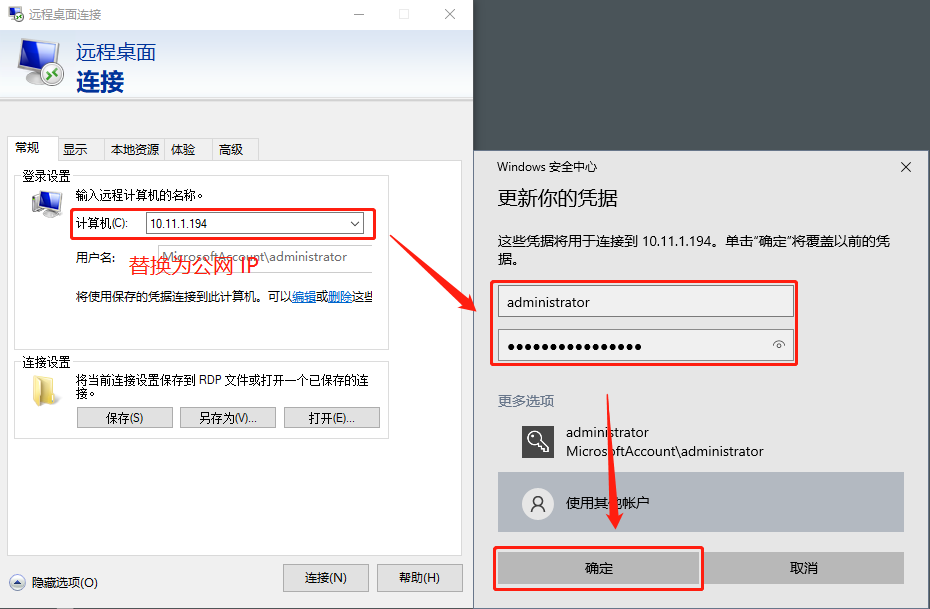 远程桌面连接
远程桌面
连接
常规
显示
本地资源
体验
高级
登录设置
输入远程计算机的名称。
计算机(C):
10.11.1.194
用户名:
MicrosoftAccount\administrator
替换为公网 IP
将使用保存的凭据连接到此计算机。可以编辑或删除这些
连接设置
将当前连接设置保存到 RDP 文件或打开一个已保存的连
接。
保存(S)
另存为(V)...
打开(E)...
隐藏选项(O)
连接(N)
帮助(H)
Windows 安全中心
更新你的凭据
这些凭据将用于连接到 10.11.1.194。单击"确定"将覆盖以前的凭
据。
administrator
●●●●●●●●●●●●●●●●
更多选项
administrator
MicrosoftAccount\administrator
使用其他帐户
确定
取消